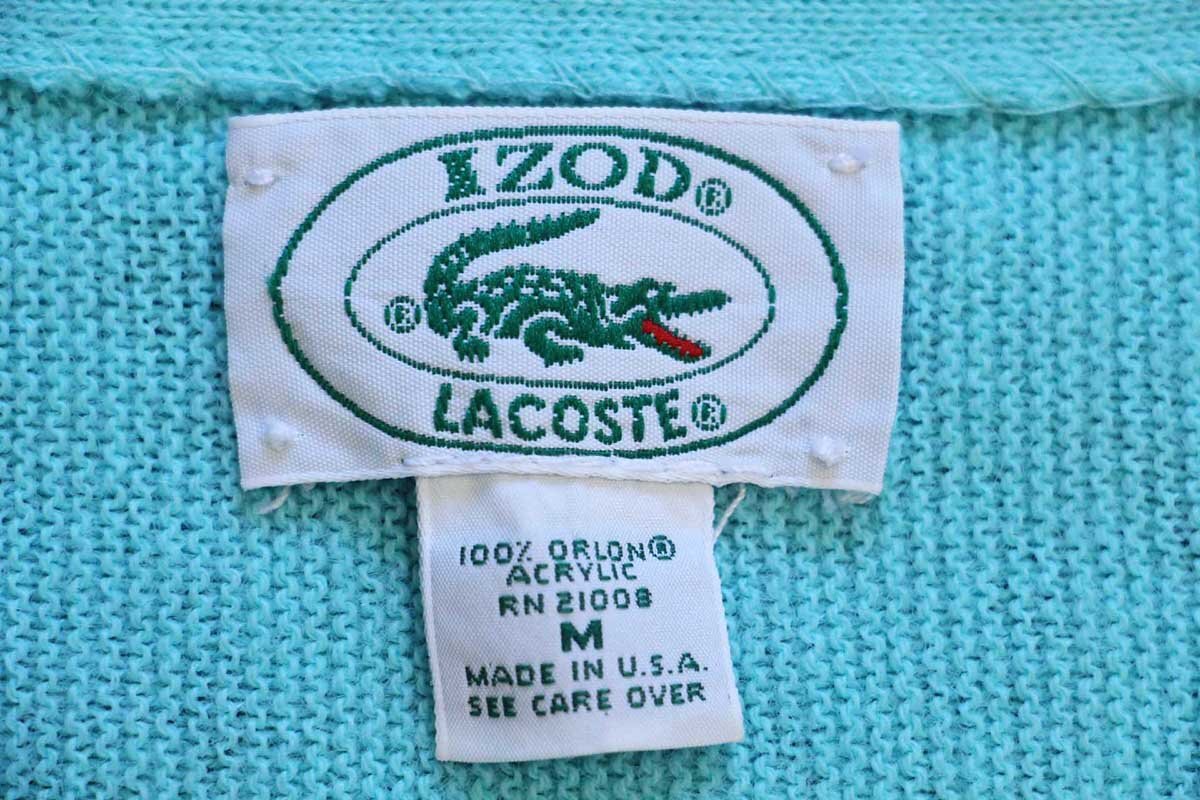 IZOD®
®
LACOSTE®
100% ORLON®
ACRYLIC
RN 21008
M
MADE IN U.S.A.
SEE CARE OVER